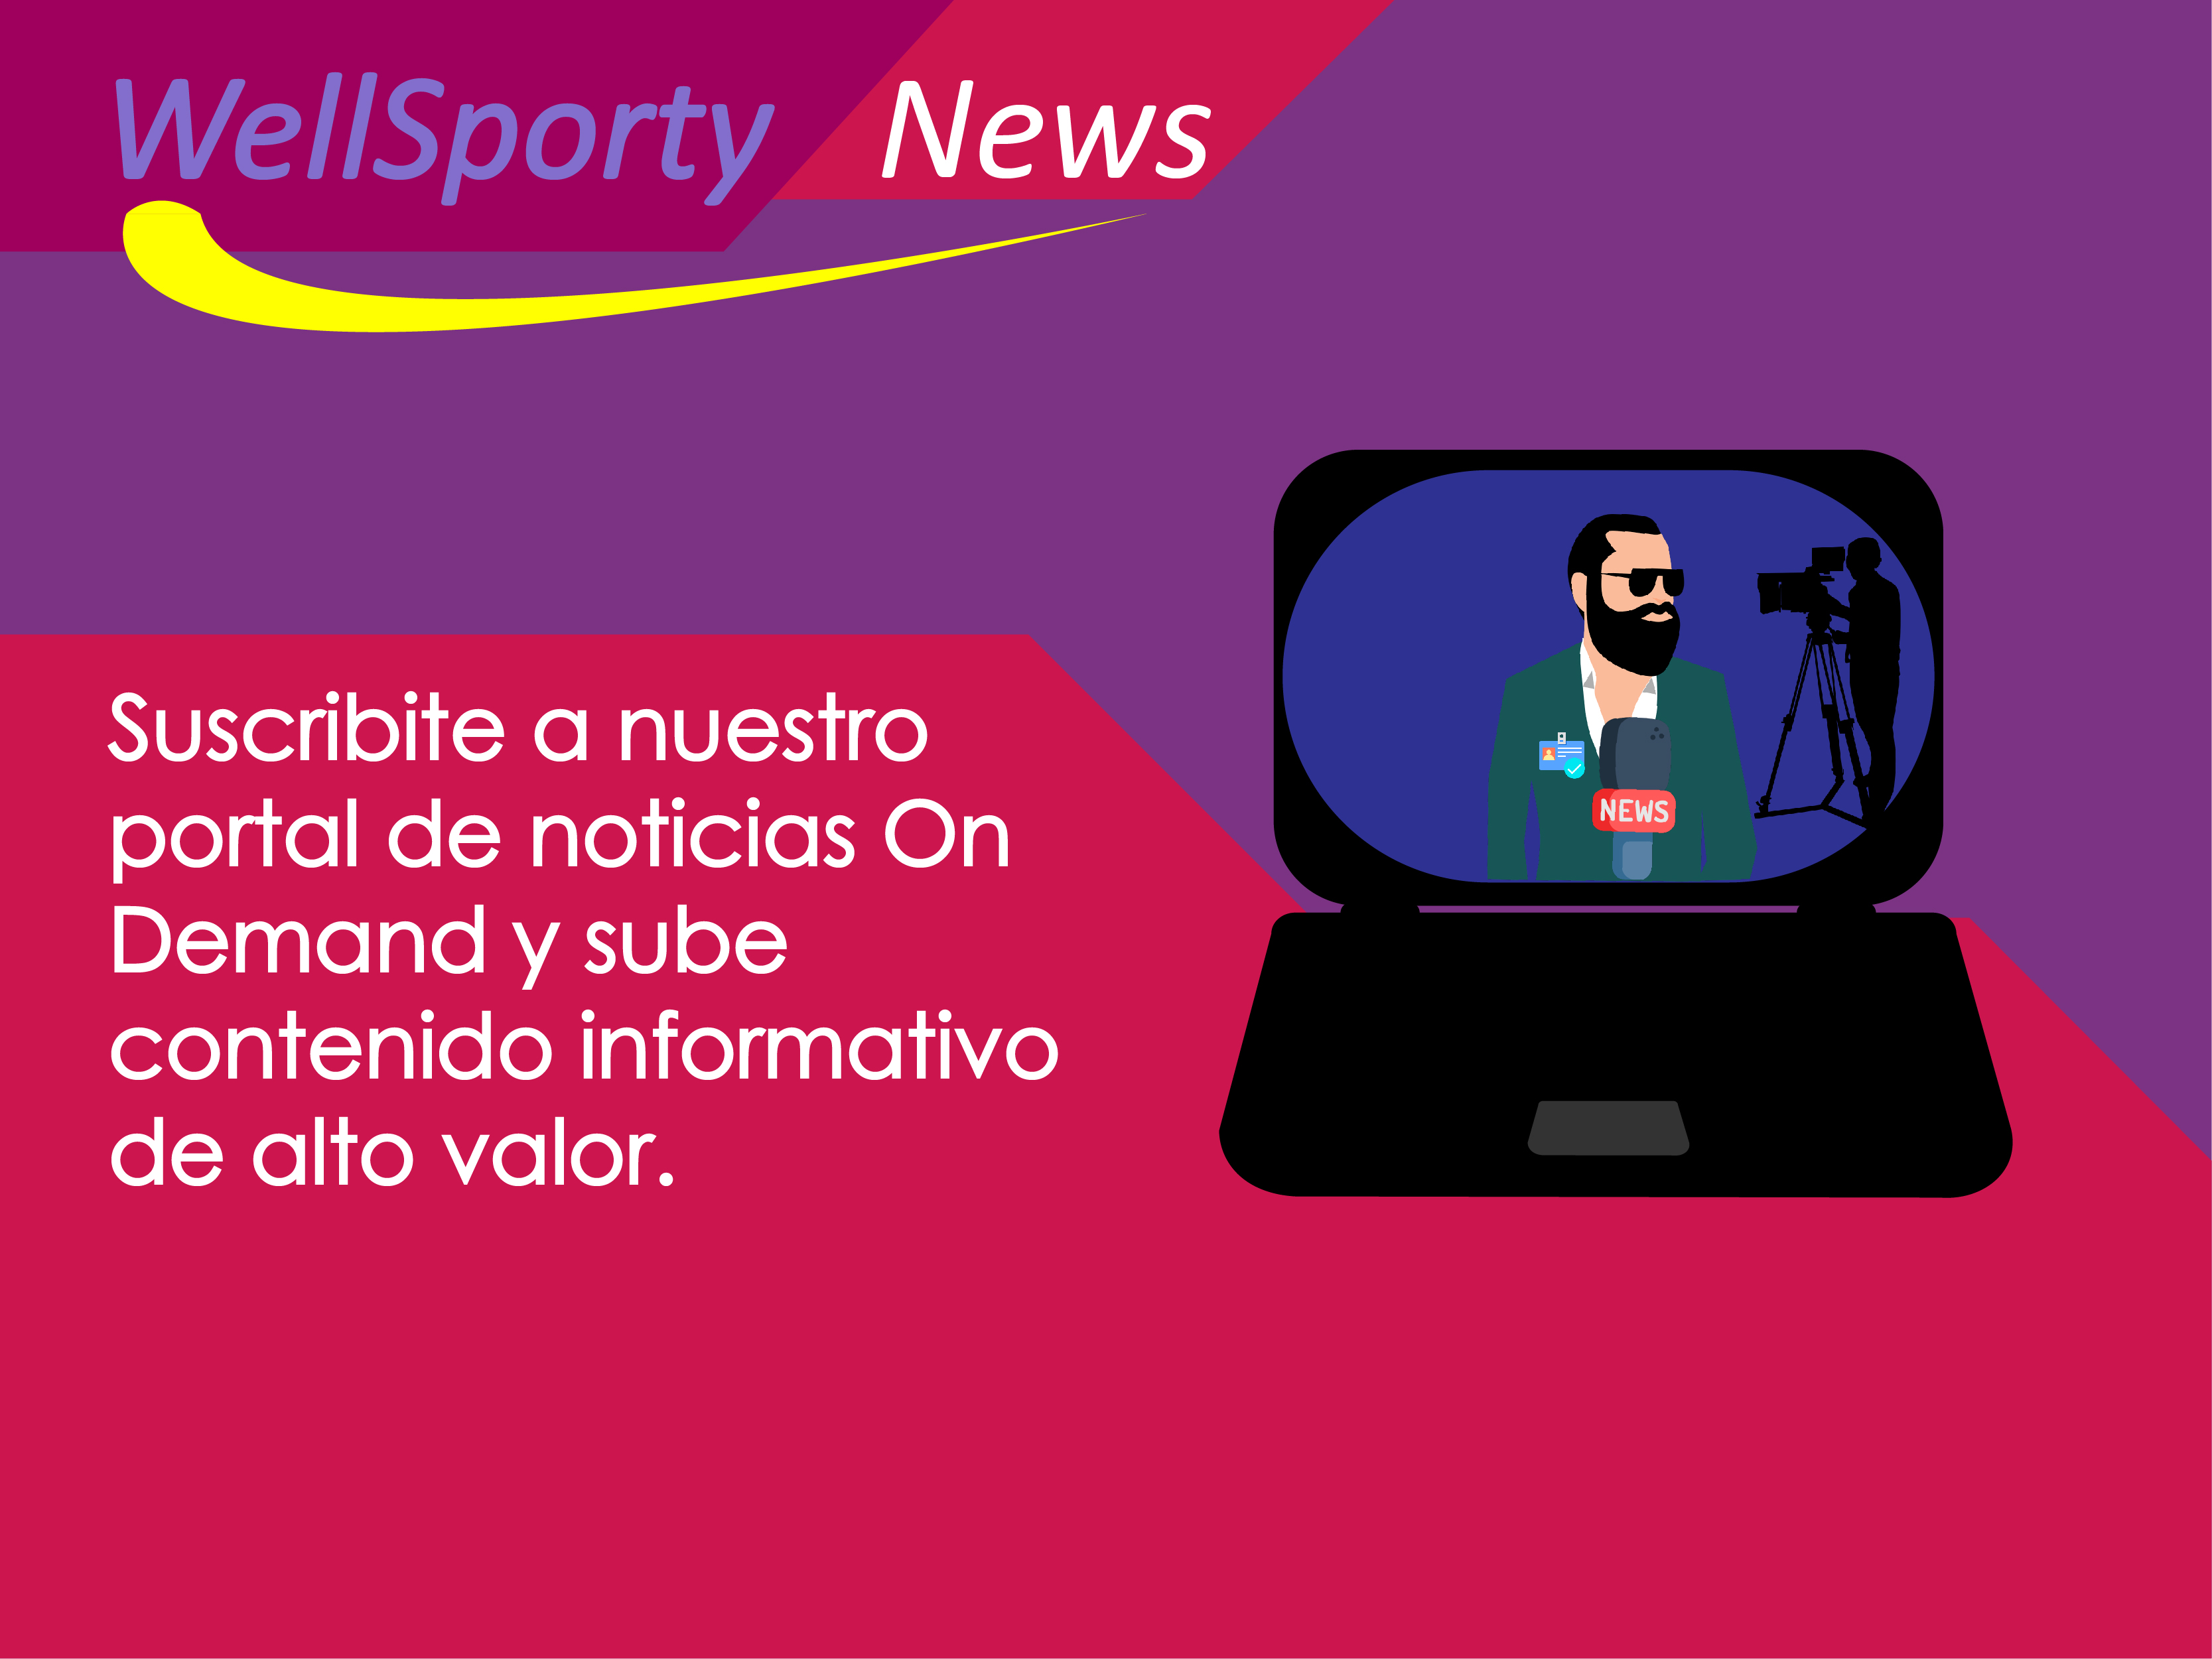 WellSporty News
Suscribite a nuestro
portal de noticias On
Demand y sube
contenido informativo
de alto valor.
NEWS